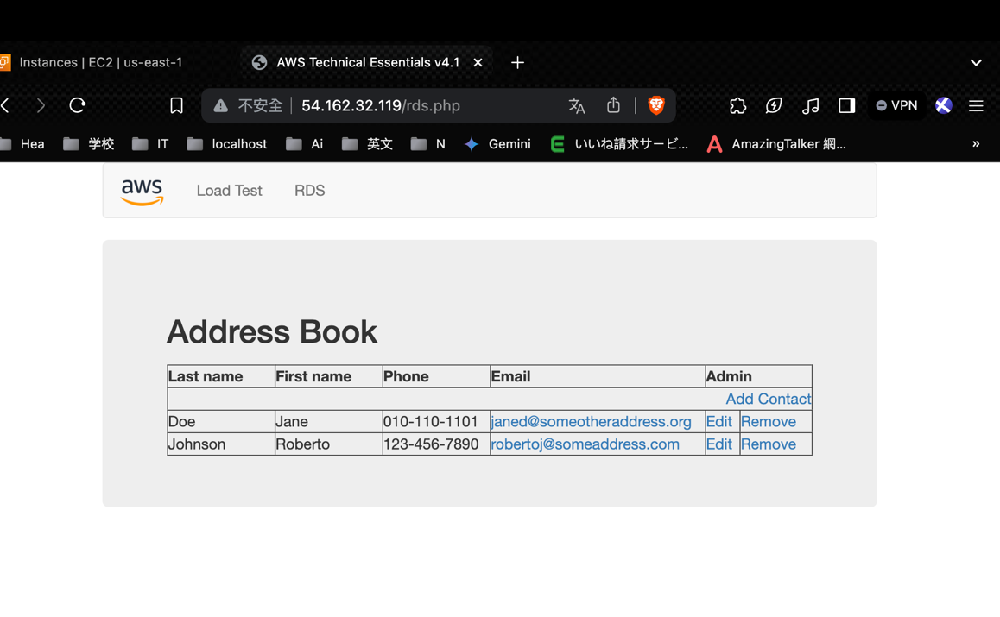 Instances | EC2 | us-east-1
AWS Technical Essentials v4.1
不安全 54.162.32.119/rds.php
VPN
Hea 学校 IT localhost Ai 英文 N Gemini いいね請求サービ... AmazingTalker 網...
aws Load Test RDS
Address Book
Last name First name Phone Email Admin
Add Contact
Doe Jane 010-110-1101 janed@someotheraddress.org Edit Remove
Johnson Roberto 123-456-7890 robertoj@someaddress.com Edit Remove